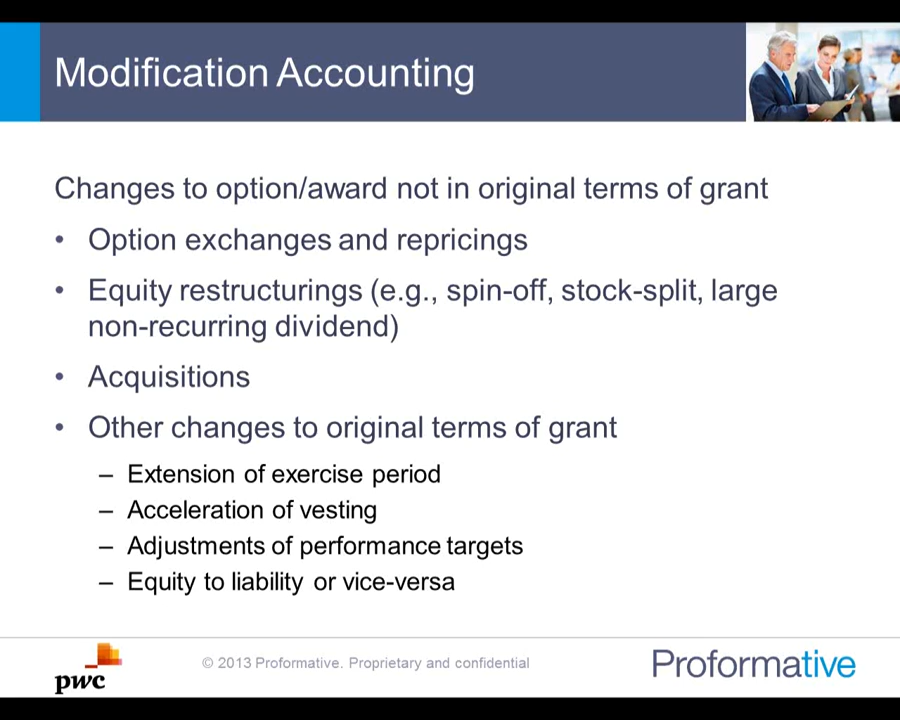 Modification Accounting
Changes to option/award not in original terms of grant
• Option exchanges and repricings
• Equity restructurings (e.g., spin-off, stock-split, large
non-recurring dividend)
• Acquisitions
• Other changes to original terms of grant
– Extension of exercise period
– Acceleration of vesting
– Adjustments of performance targets
– Equity to liability or vice-versa
pwc
© 2013 Proformative. Proprietary and confidential
Proformative